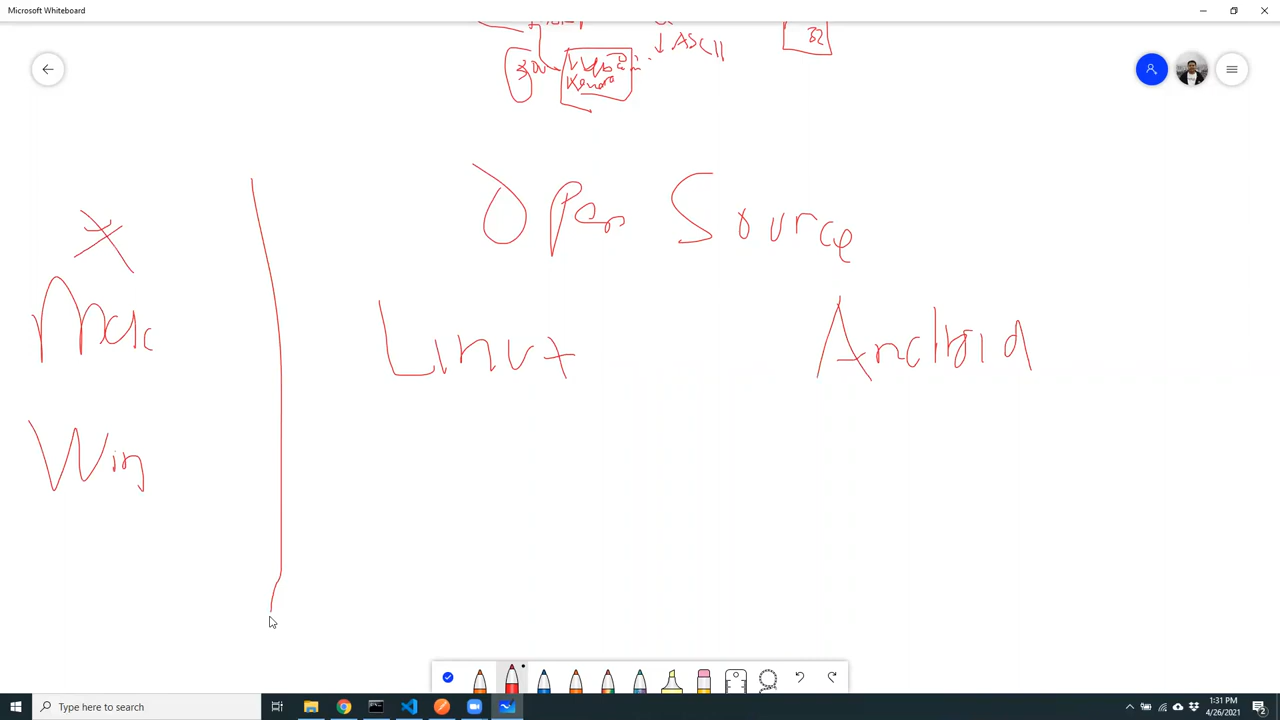 Microsoft Whiteboard
ASCII
32
Open Source
X
Mac
Linux
Android
Win
Type here to search
1:31 PM
4/26/2021
2